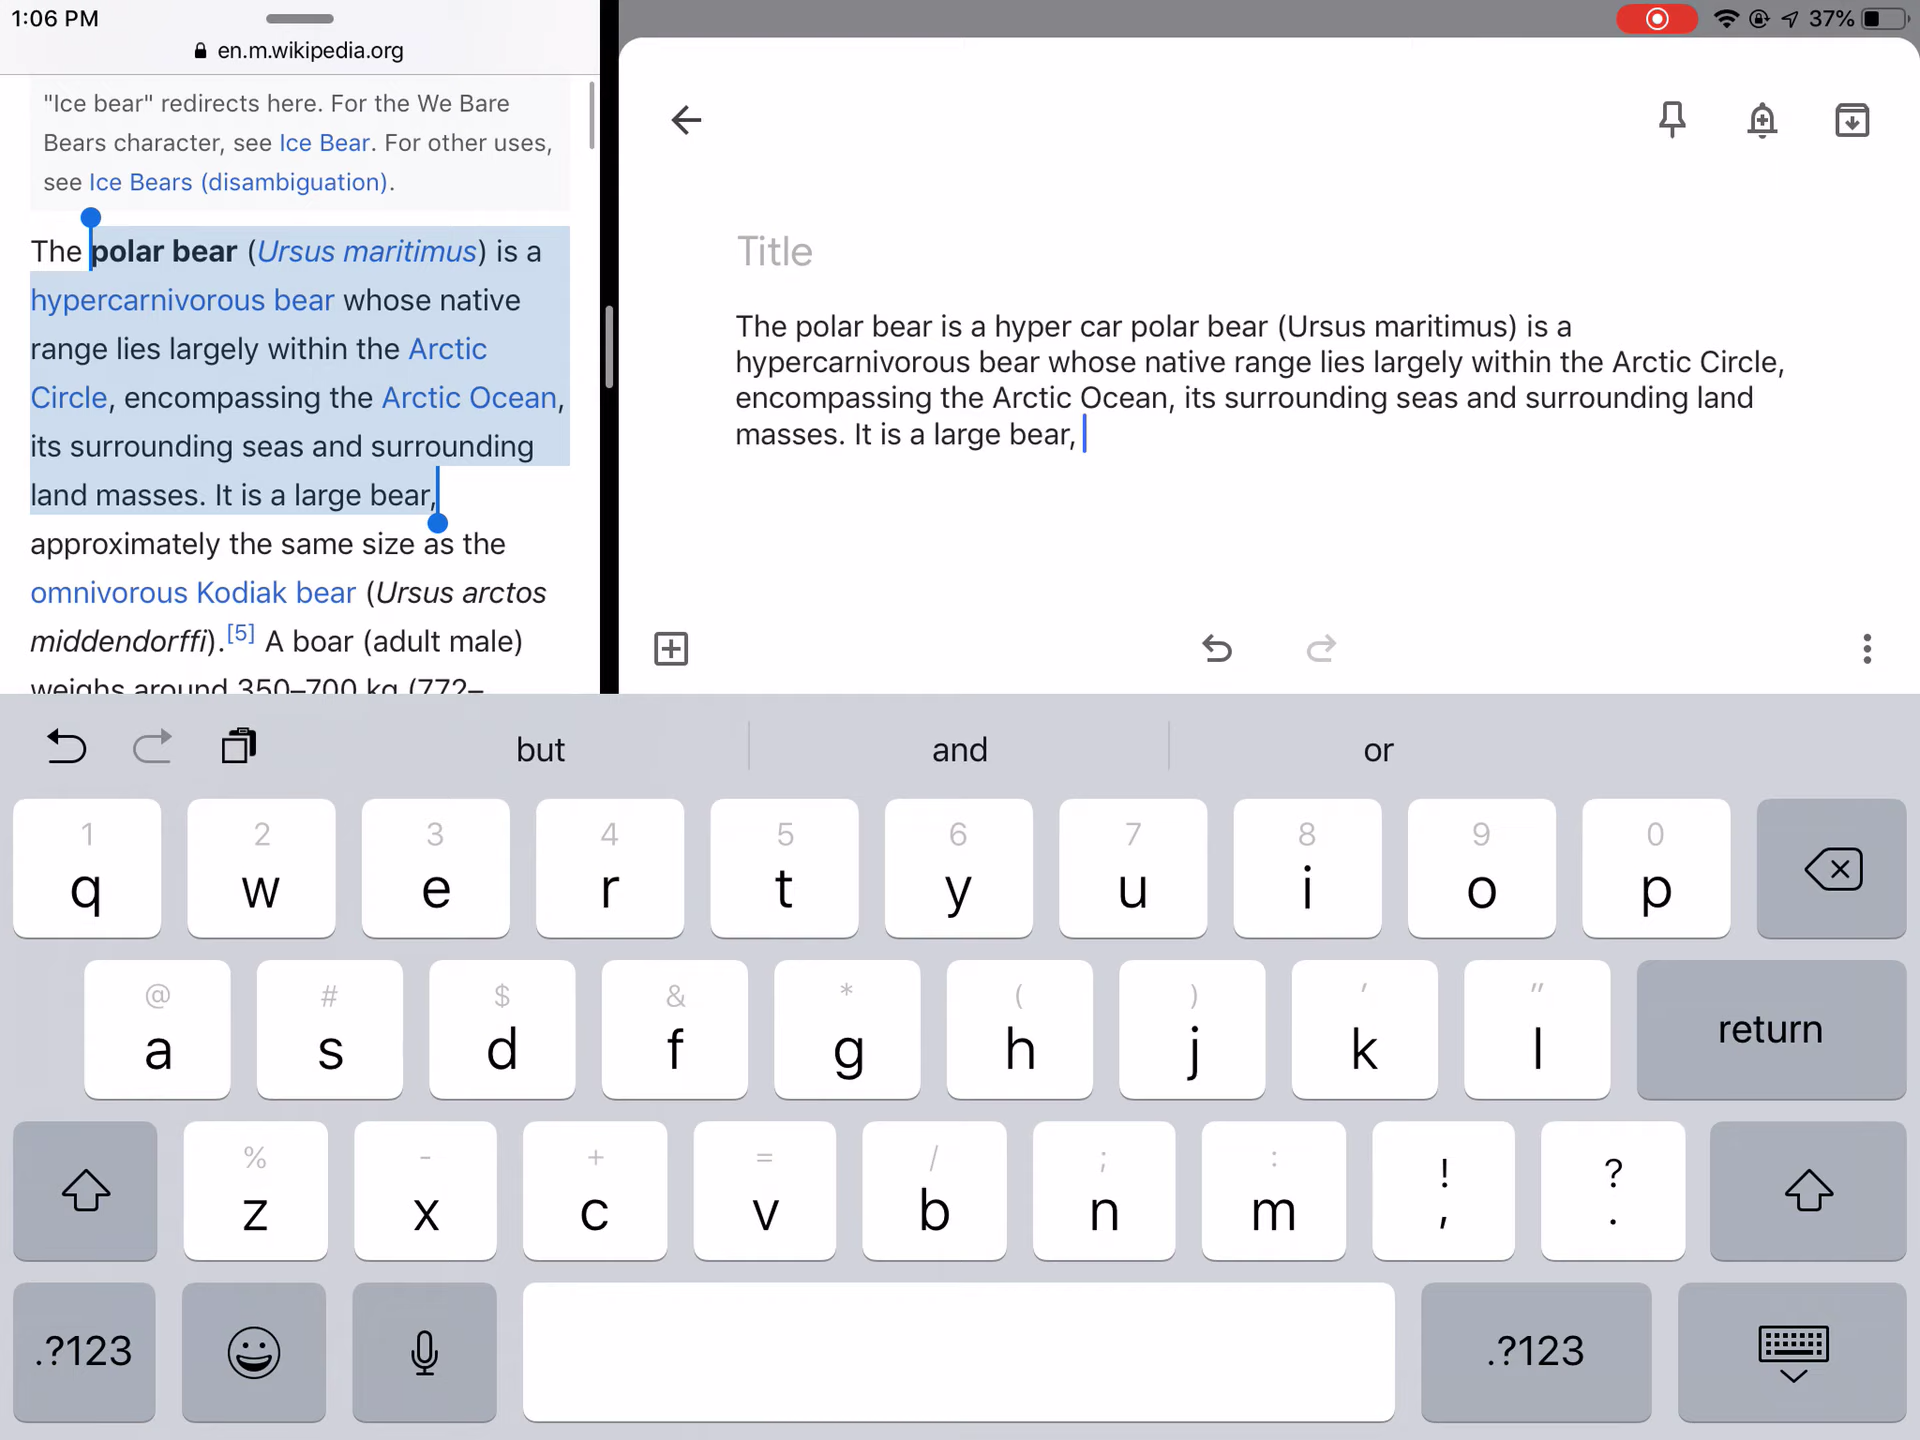 1:06 PM
en.m.wikipedia.org
"Ice bear" redirects here. For the We Bare
Bears character, see Ice Bear. For other uses,
see Ice Bears (disambiguation).
The polar bear (Ursus maritimus) is a
hypercarnivorous bear whose native
range lies largely within the Arctic
Circle, encompassing the Arctic Ocean,
its surrounding seas and surrounding
land masses. It is a large bear,
approximately the same size as the
omnivorous Kodiak bear (Ursus arctos
middendorffi).[5] A boar (adult male)
weighs around 350–700 kg (772–
37%
Title
The polar bear is a hyper car polar bear (Ursus maritimus) is a
hypercarnivorous bear whose native range lies largely within the Arctic Circle,
encompassing the Arctic Ocean, its surrounding seas and surrounding land
masses. It is a large bear,
but and or
1 2 3 4 5 6 7 8 9 0
q w e r t y u i o p
@ # $ & * ( ) ' "
a s d f g h j k l return
% - + = / ; : ! ?
z x c v b n m , .
.?123 .?123